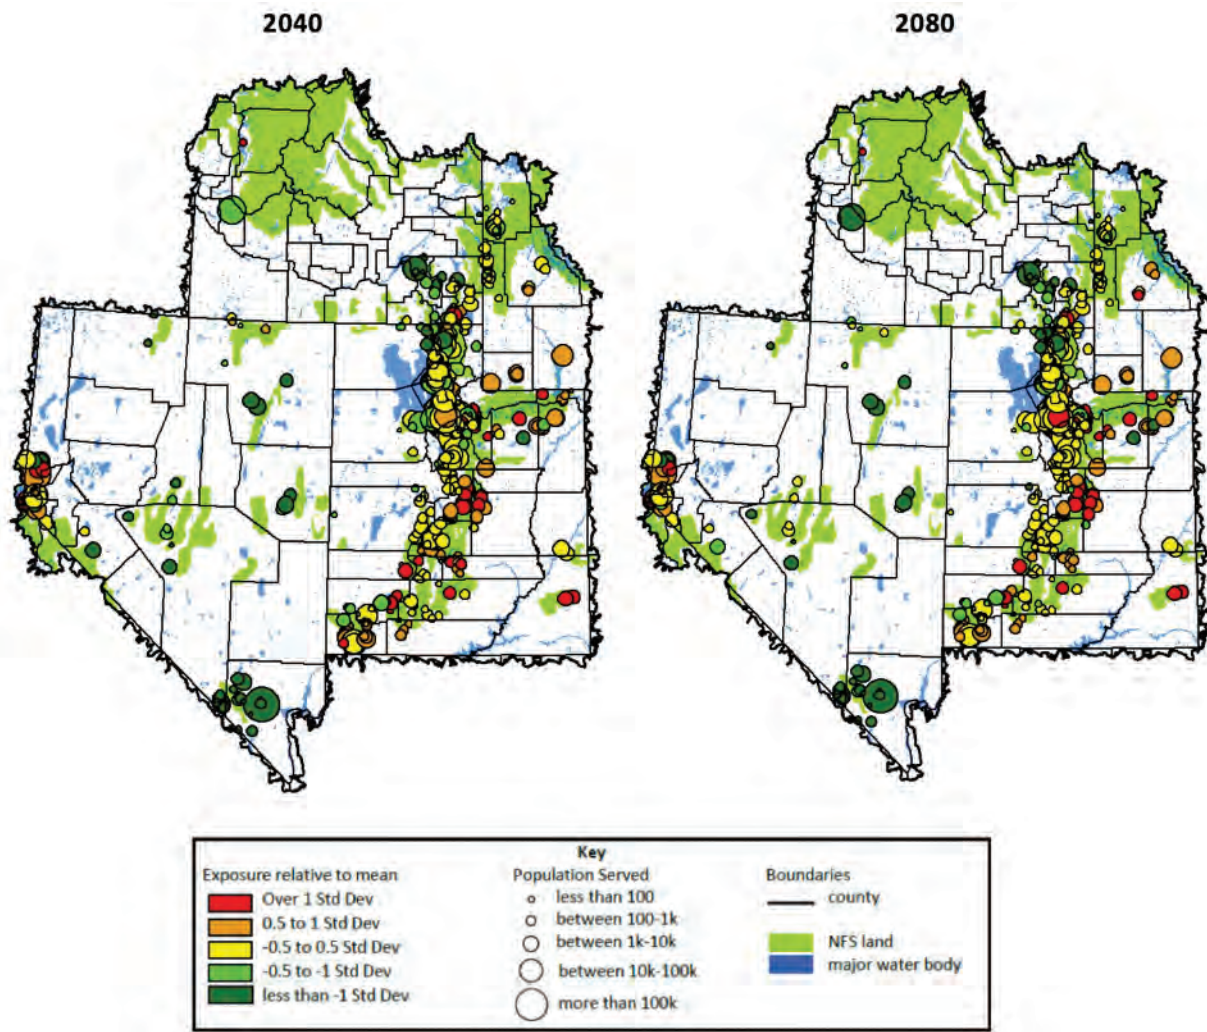 2040
2080
Key
Exposure relative to mean
Over 1 Std Dev
0.5 to 1 Std Dev
-0.5 to 0.5 Std Dev
-0.5 to -1 Std Dev
less than -1 Std Dev
Population Served
less than 100
between 100-1k
between 1k-10k
between 10k-100k
more than 100k
Boundaries
county
NFS land
major water body